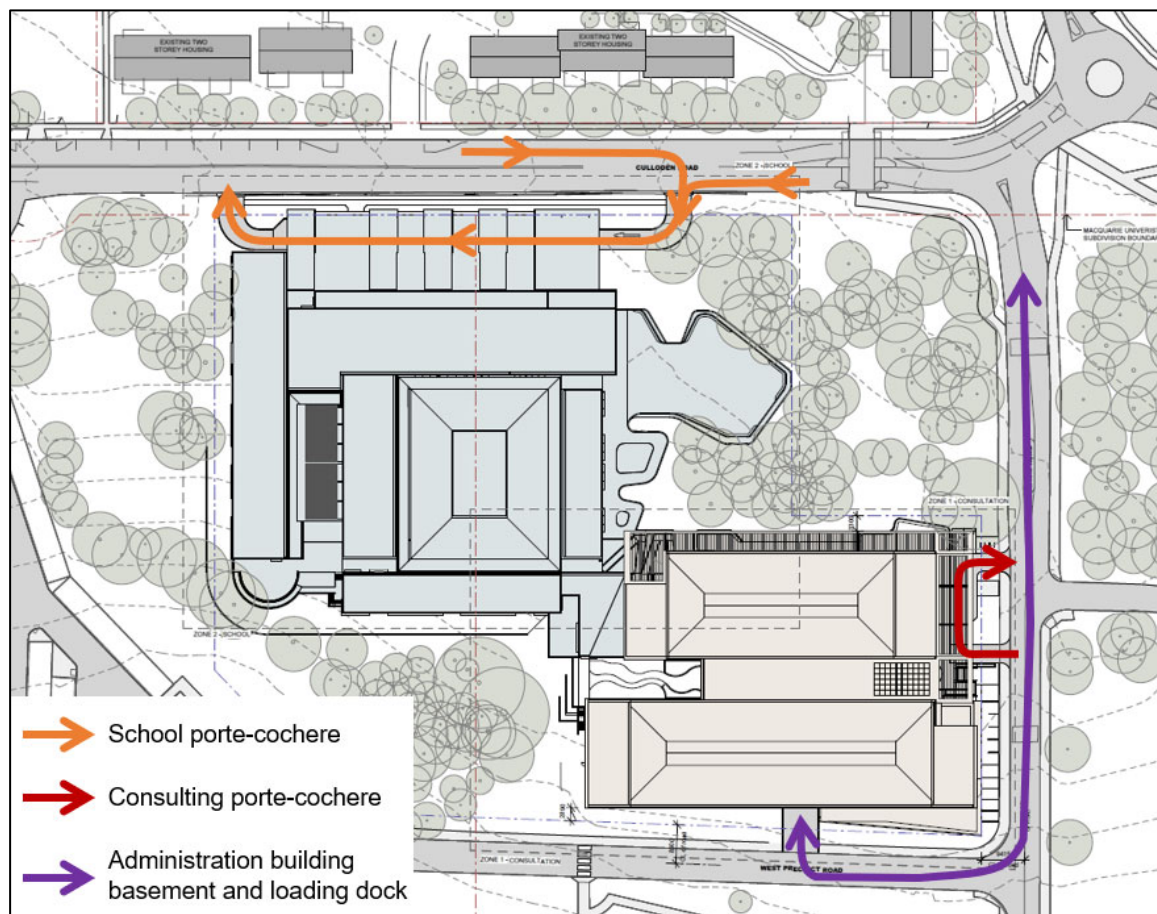 EXISTING TWO
STOREY HOUSING
EXISTING TWO
STOREY HOUSING
CULLODEN ROAD
ZONE 2 - SCHOOL
MACQUARIE UNIVERSITY
SUBDIVISION BOUNDA
ZONE 1 - CONSULTATION
ZONE 2 - SCHOOL
School porte-cochere
Consulting porte-cochere
Administration building
basement and loading dock
ZONE 1 - CONSULTATION
WEST PRECINCT ROAD